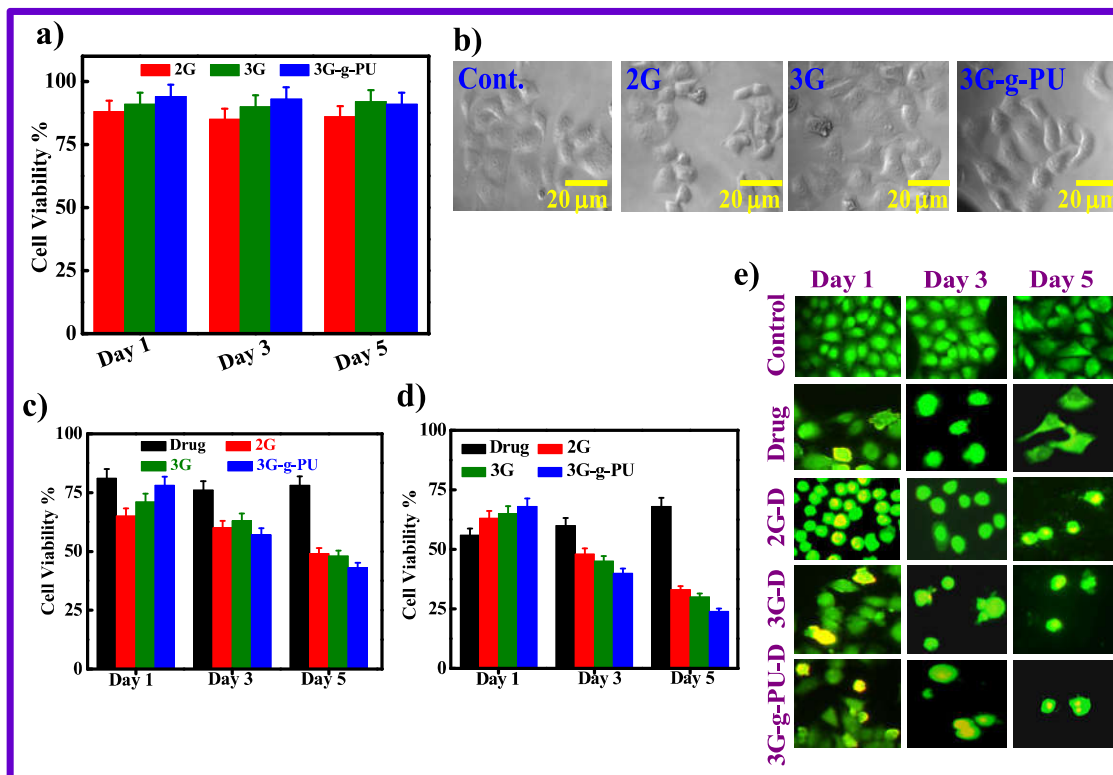 a)
2G 3G 3G-g-PU
Cell Viability %
100
75
50
25
0
Day 1 Day 3 Day 5
b)
Cont. 2G 3G 3G-g-PU
20 μm 20 μm 20 μm 20 μm
c)
Drug 2G
3G 3G-g-PU
Cell Viability %
100
75
50
25
0
Day 1 Day 3 Day 5
d)
Drug 2G
3G 3G-g-PU
Cell Viability %
100
75
50
25
0
Day 1 Day 3 Day 5
e)
Day 1 Day 3 Day 5
Control
Drug
2G-D
3G-D
3G-g-PU-D